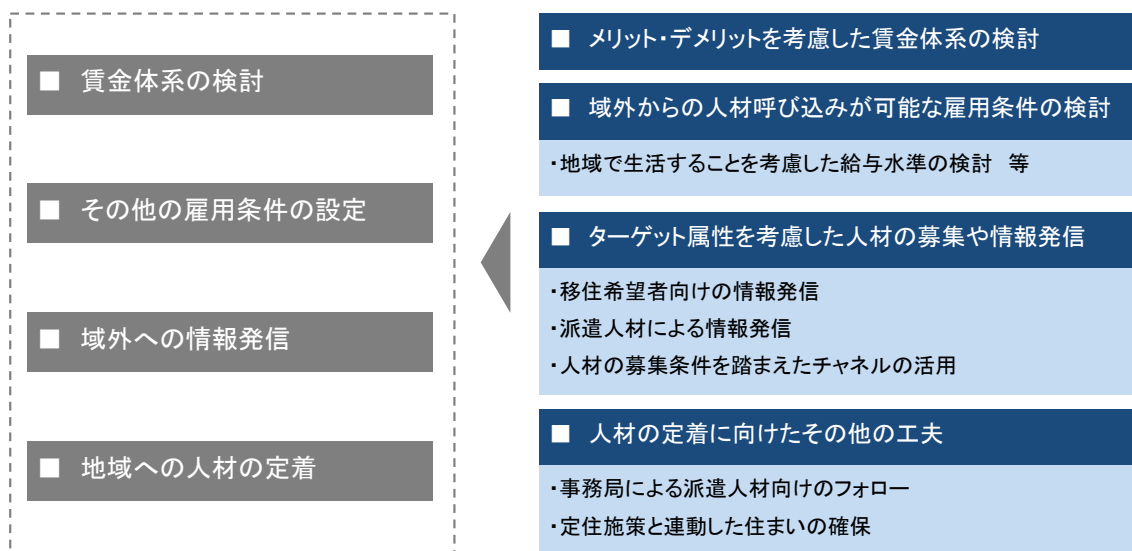 ■ 賃金体系の検討
■ その他の雇用条件の設定
■ 域外への情報発信
■ 地域への人材の定着
■ メリット・デメリットを考慮した賃金体系の検討
■ 域外からの人材呼び込みが可能な雇用条件の検討
・地域で生活することを考慮した給与水準の検討　等
■ ターゲット属性を考慮した人材の募集や情報発信
・移住希望者向けの情報発信
・派遣人材による情報発信
・人材の募集条件を踏まえたチャネルの活用
■ 人材の定着に向けたその他の工夫
・事務局による派遣人材向けのフォロー
・定住施策と連動した住まいの確保